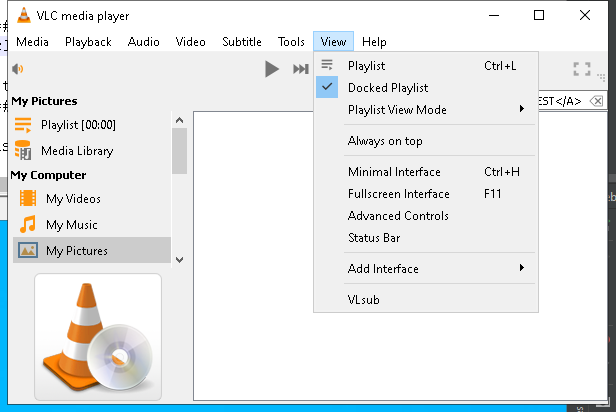 VLC media player
Media Playback Audio Video Subtitle Tools View Help
My Pictures
Playlist [00:00]
Media Library
My Computer
My Videos
My Music
My Pictures
Playlist Ctrl+L
Docked Playlist
Playlist View Mode
Always on top
Minimal Interface Ctrl+H
Fullscreen Interface F11
Advanced Controls
Status Bar
Add Interface
VLsub
EST</A>